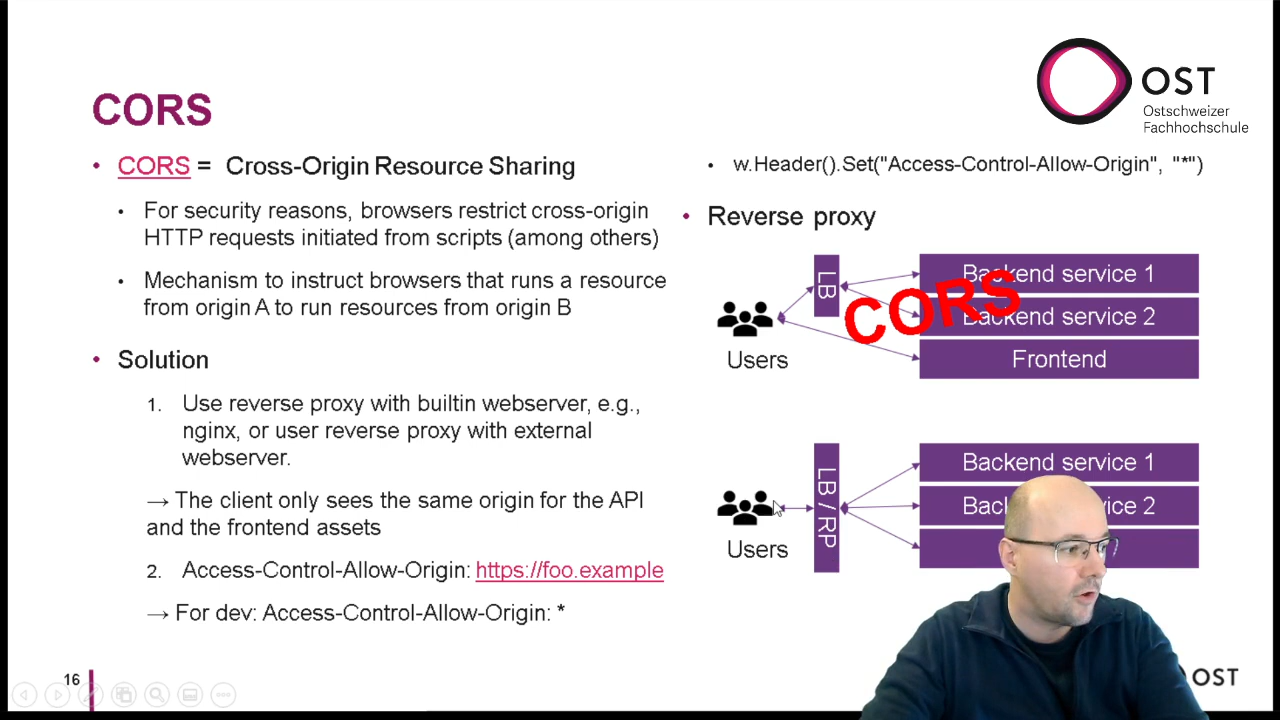 CORS
• CORS = Cross-Origin Resource Sharing
• For security reasons, browsers restrict cross-origin
HTTP requests initiated from scripts (among others)
• Mechanism to instruct browsers that runs a resource
from origin A to run resources from origin B
• Solution
1. Use reverse proxy with builtin webserver, e.g.,
nginx, or user reverse proxy with external
webserver.
→ The client only sees the same origin for the API
and the frontend assets
2. Access-Control-Allow-Origin: https://foo.example
→ For dev: Access-Control-Allow-Origin: *
16
OST
Ostschweizer
Fachhochschule
• w.Header().Set("Access-Control-Allow-Origin", "*")
• Reverse proxy
Users
LB
CORS
Backend service 1
Backend service 2
Frontend
Users
LB / RP
Backend service 1
2
OST